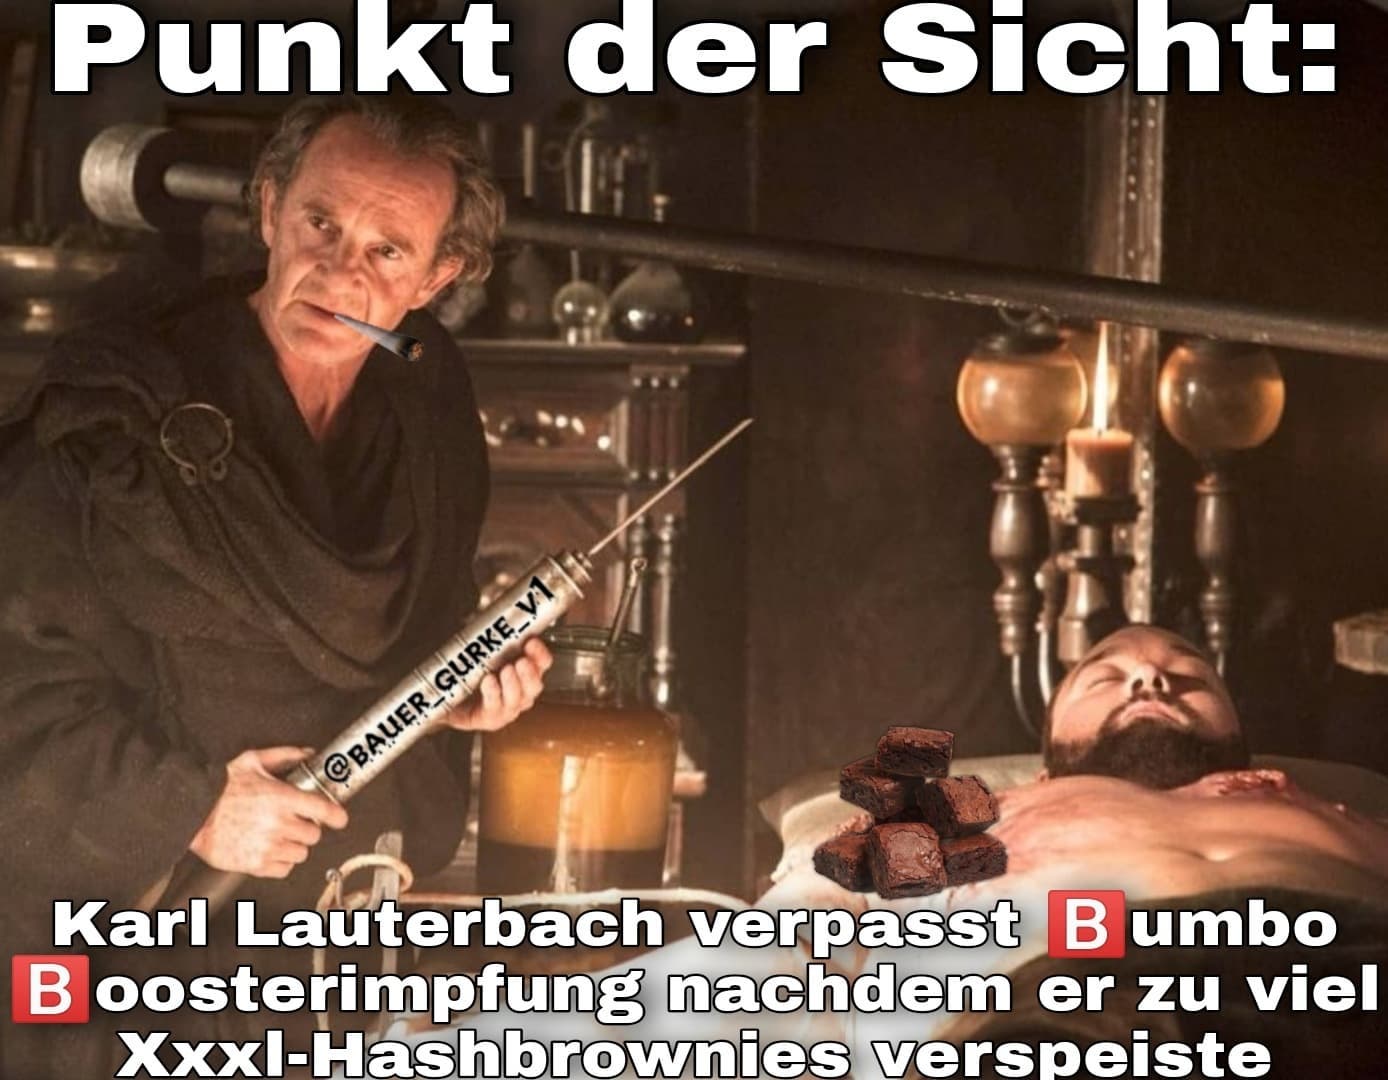 Punkt der Sicht:
@BAUER_GURKE_V1
Karl Lauterbach verpasst 🅱️umbo
🅱️oosterimpfung nachdem er zu viel
Xxxl-Hashbrownies verspeiste